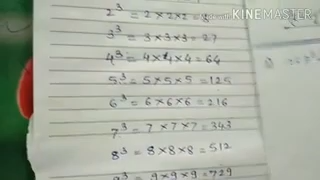 2³ = 2×2×2 =
Made with KINEMASTER
3³ = 3×3×3 = 27
4³ = 4×4×4 = 64
5³ = 5×5×5 = 125
6³ = 6×6×6 = 216
7³ = 7×7×7 = 343
8³ = 8×8×8 = 512
9³ = 9×9×9 = 729